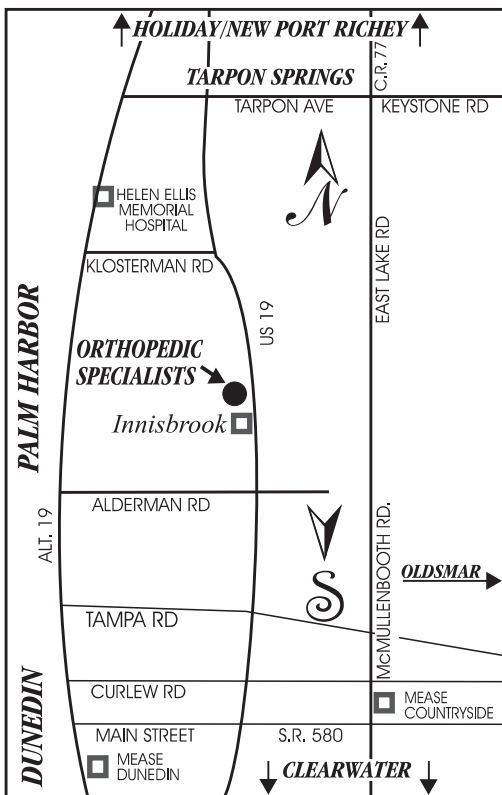 HOLIDAY/NEW PORT RICHEY
TARPON SPRINGS
C.R. 77
TARPON AVE
KEYSTONE RD
N
HELEN ELLIS
MEMORIAL
HOSPITAL
EAST LAKE RD
KLOSTERMAN RD
US 19
PALM HARBOR
ORTHOPEDIC
SPECIALISTS
Innisbrook
ALDERMAN RD
ALT. 19
McMULLENBOOTH RD.
OLDSMAR
S
TAMPA RD
DUNEDIN
CURLEW RD
MEASE
COUNTRYSIDE
MAIN STREET
S.R. 580
MEASE
DUNEDIN
CLEARWATER